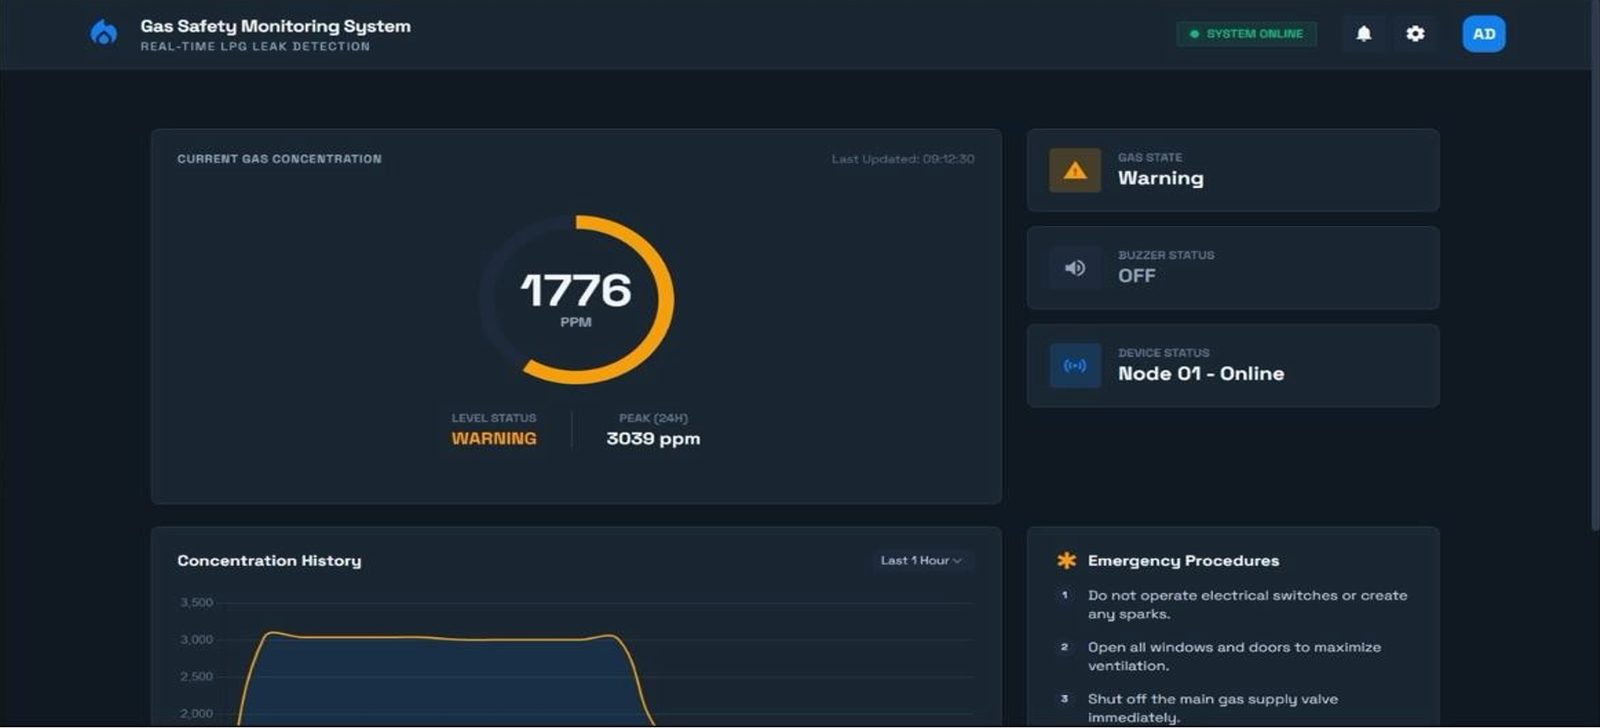 Gas Safety Monitoring System
REAL-TIME LPG LEAK DETECTION
SYSTEM ONLINE
AD
CURRENT GAS CONCENTRATION
Last Updated: 09:12:30
1776
PPM
LEVEL STATUS
WARNING
PEAK (24H)
3039 ppm
GAS STATE
Warning
BUZZER STATUS
OFF
DEVICE STATUS
Node 01 - Online
Concentration History
Last 1 Hour
3,500
3,000
2,500
2,000
Emergency Procedures
1 Do not operate electrical switches or create
any sparks.
2 Open all windows and doors to maximize
ventilation.
3 Shut off the main gas supply valve
immediately.